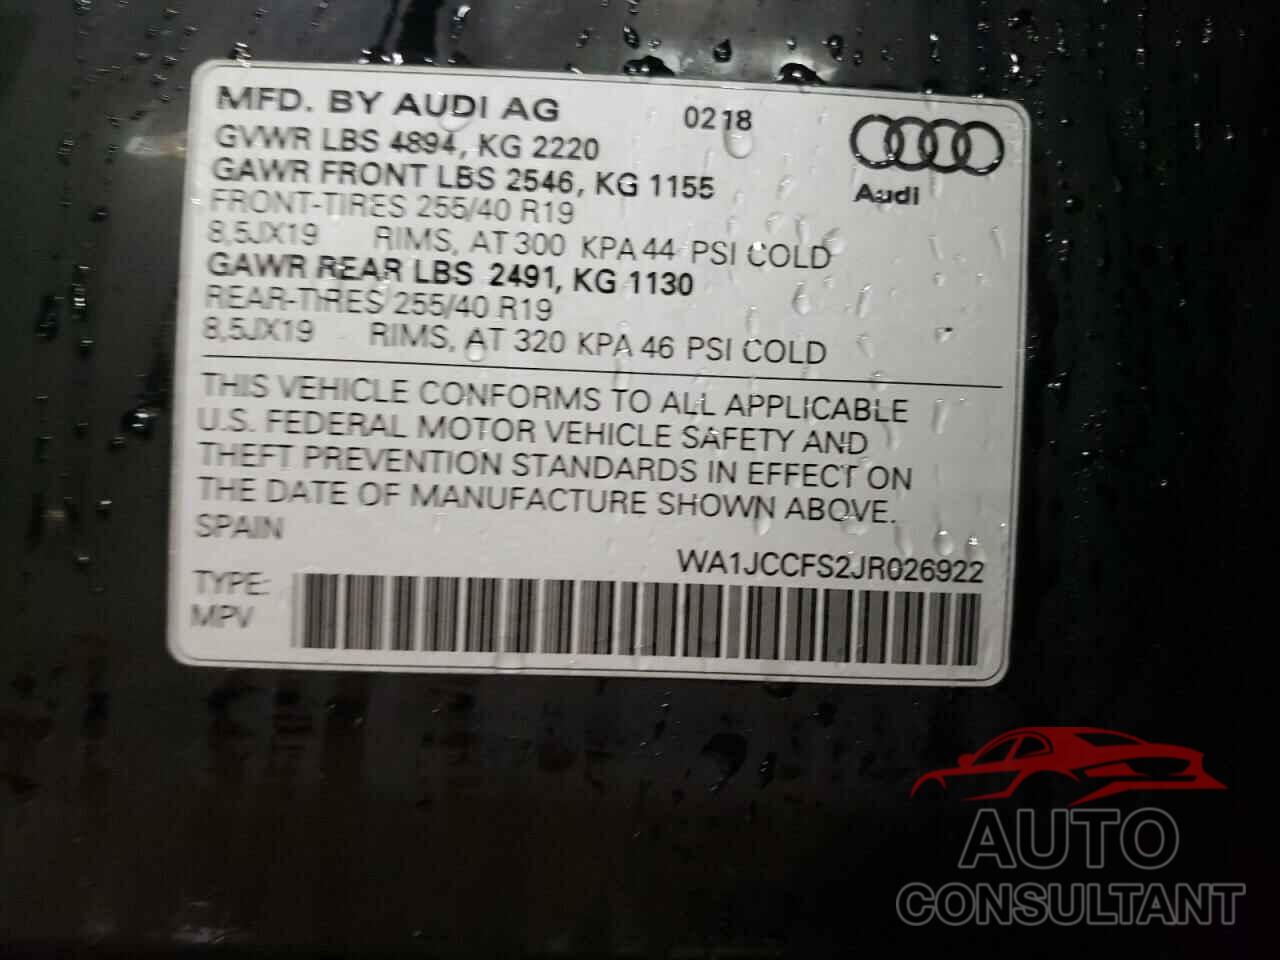 MFD. BY AUDI AG 0218
GVWR LBS 4894, KG 2220
GAWR FRONT LBS 2546, KG 1155
Audi
FRONT-TIRES 255/40 R19
8,5JX19 RIMS, AT 300 KPA 44 PSI COLD
GAWR REAR LBS 2491, KG 1130
REAR-TIRES 255/40 R19
8,5JX19 RIMS, AT 320 KPA 46 PSI COLD
THIS VEHICLE CONFORMS TO ALL APPLICABLE
U.S. FEDERAL MOTOR VEHICLE SAFETY AND
THEFT PREVENTION STANDARDS IN EFFECT ON
THE DATE OF MANUFACTURE SHOWN ABOVE.
SPAIN
WA1JCCFS2JR026922
TYPE:
MPV
AUTO
CONSULTANT